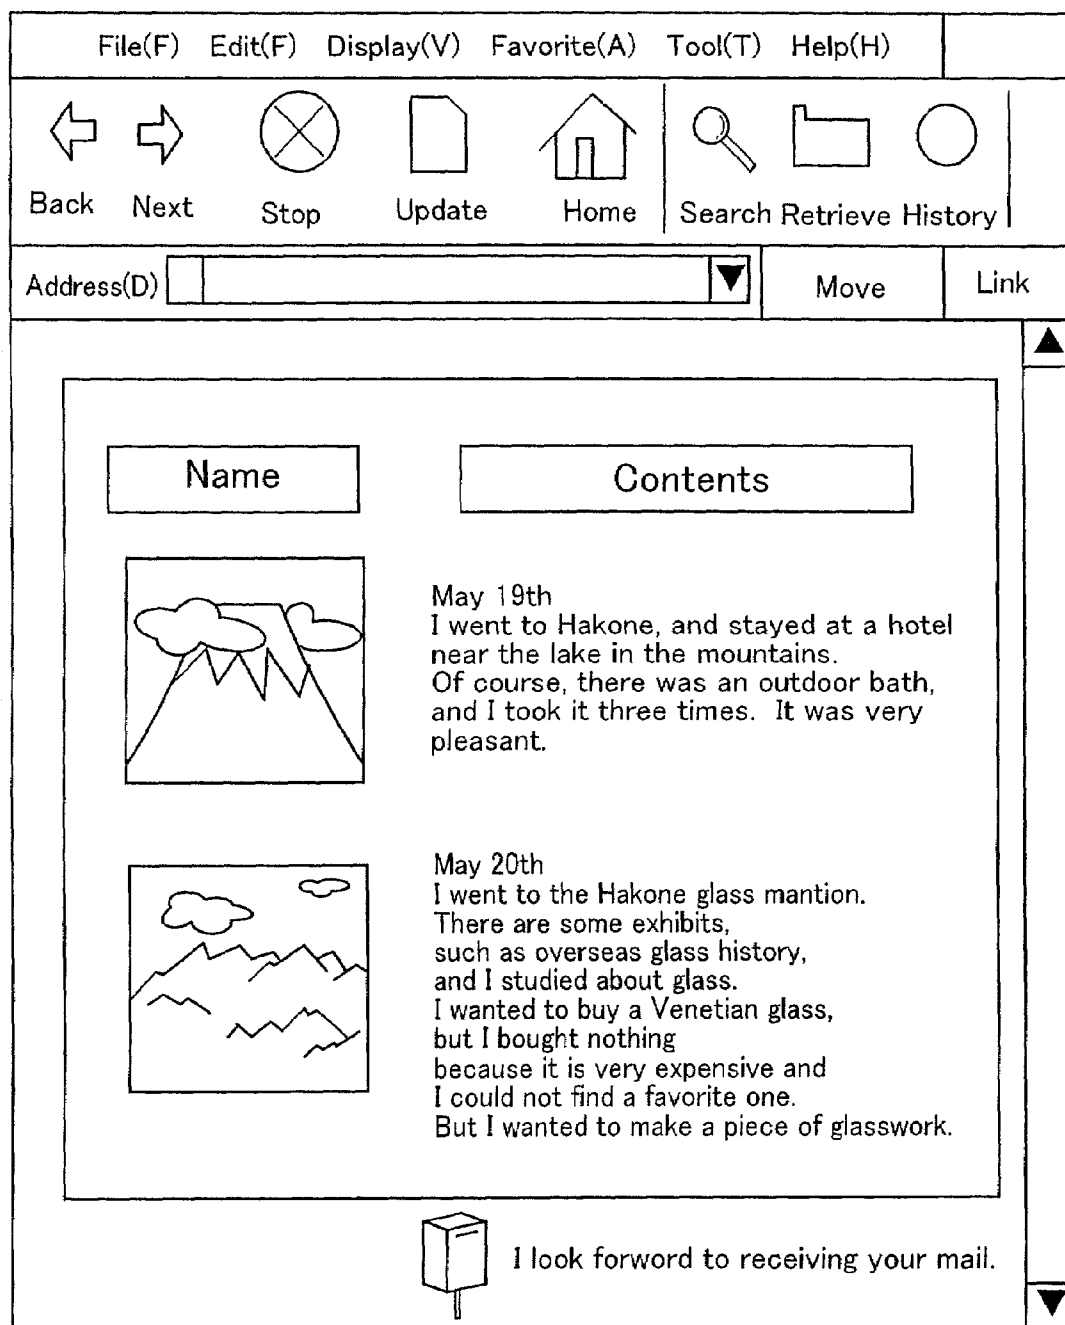 File(F) Edit(F) Display(V) Favorite(A) Tool(T) Help(H)
Back Next Stop Update Home Search Retrieve History
Address(D) Move Link
Name Contents
May 19th
I went to Hakone, and stayed at a hotel
near the lake in the mountains.
Of course, there was an outdoor bath,
and I took it three times. It was very
pleasant.
May 20th
I went to the Hakone glass mantion.
There are some exhibits,
such as overseas glass history,
and I studied about glass.
I wanted to buy a Venetian glass,
but I bought nothing
because it is very expensive and
I could not find a favorite one.
But I wanted to make a piece of glasswork.
I look forward to receiving your mail.